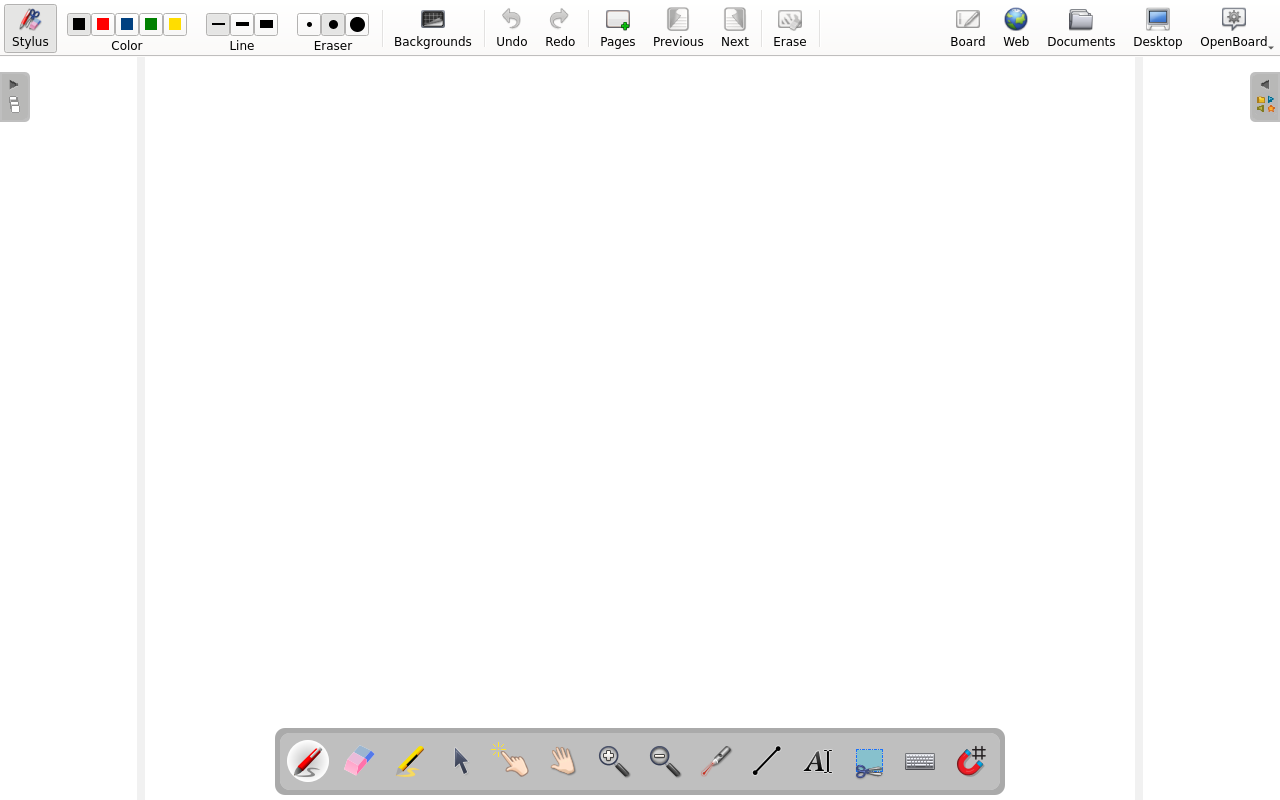 Stylus
Color
Line
Eraser
Backgrounds
Undo
Redo
Pages
Previous
Next
Erase
Board
Web
Documents
Desktop
OpenBoard